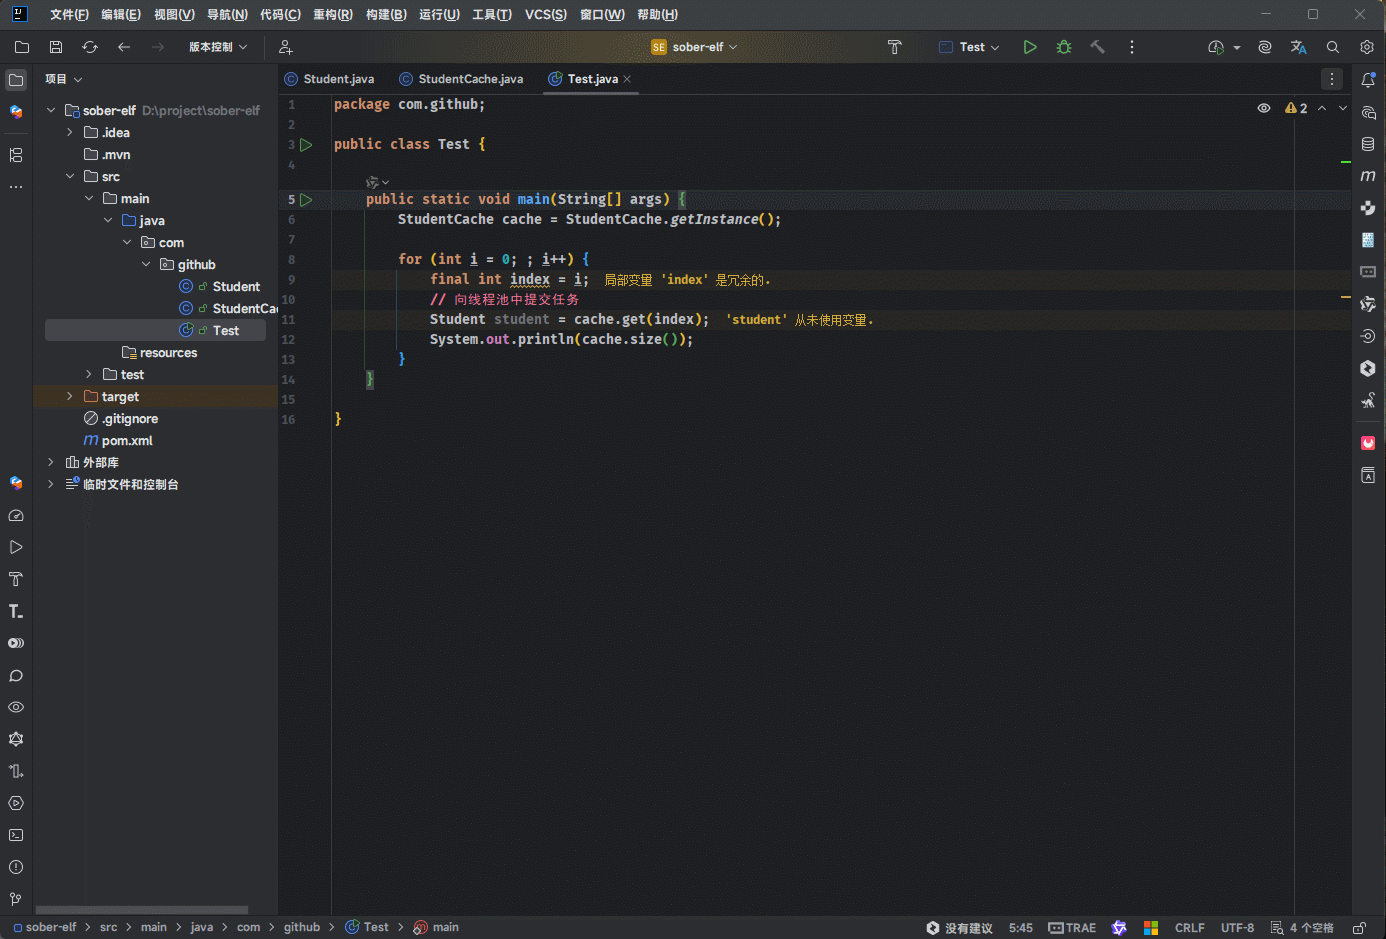 文件(F) 编辑(E) 视图(V) 导航(N) 代码(C) 重构(R) 构建(B) 运行(U) 工具(T) VCS(S) 窗口(W) 帮助(H)
版本控制 SE sober-elf Test
项目
Student.java StudentCache.java Test.java
sober-elf D:\project\sober-elf
.idea
.mvn
src
main
java
com
github
Student
StudentCa
Test
resources
test
target
.gitignore
m pom.xml
外部库
临时文件和控制台
2
1 package com.github;
2
3 public class Test {
4
5 public static void main(String[] args) {
6 StudentCache cache = StudentCache.getInstance();
7
8 for (int i = 0; ; i++) {
9 final int index = i; 局部变量 'index' 是冗余的.
10 // 向线程池中提交任务
11 Student student = cache.get(index); 'student' 从未使用变量.
12 System.out.println(cache.size());
13 }
14 }
15
16 }
sober-elf > src > main > java > com > github > Test > main 没有建议 5:45 TRAE CRLF UTF-8 4 个空格